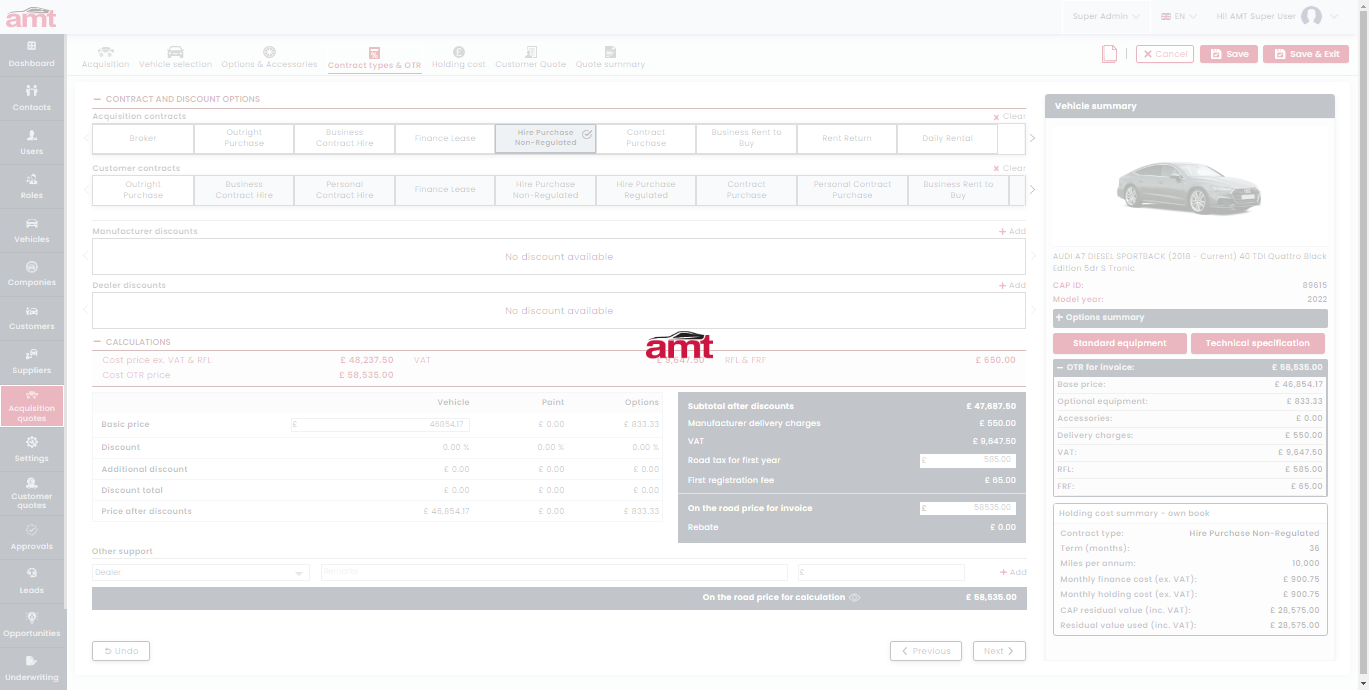 amt
Super Admin
EN
Hi! AMT Super User
Dashboard
Contacts
Users
Roles
Vehicles
Companies
Customers
Suppliers
Acquisition
quotes
Settings
Customer
quotes
Approvals
Leads
Opportunities
Underwriting
Acquisition
Vehicle selection
Options & Accessories
Contract types & OTR
Holding cost
Customer Quote
Quote summary
Cancel
Save
Save & Exit
CONTRACT AND DISCOUNT OPTIONS
Acquisition contracts
Clear
Broker
Outright
Purchase
Business
Contract Hire
Finance Lease
Hire Purchase
Non-Regulated
Contract
Purchase
Business Rent to
Buy
Rent Return
Daily Rental
Customer contracts
Clear
Outright
Purchase
Business
Contract Hire
Personal
Contract Hire
Finance Lease
Hire Purchase
Non-Regulated
Hire Purchase
Regulated
Contract
Purchase
Personal Contract
Purchase
Business Rent to
Buy
Manufacturer discounts
Add
No discount available
Dealer discounts
Add
No discount available
amt
CALCULATIONS
Cost price ex. VAT & RFL £ 48,237.50 VAT £ 9,647.50 RFL & FRF £ 650.00
Cost OTR price £ 58,535.00
Vehicle Paint Options
Basic price £ 46854.17 £ 0.00 £ 833.33
Discount 0.00 % 0.00 % 0.00 %
Additional discount £ 0.00 £ 0.00 £ 0.00
Discount total £ 0.00 £ 0.00 £ 0.00
Price after discounts £ 46,854.17 £ 0.00 £ 833.33
Subtotal after discounts £ 47,687.50
Manufacturer delivery charges £ 550.00
VAT £ 9,647.50
Road tax for first year £ 585.00
First registration fee £ 65.00
On the road price for invoice £ 58535.00
Rebate £ 0.00
Other support
Dealer
£
Add
On the road price for calculation £ 58,535.00
Undo
Previous
Next
Vehicle summary
AUDI A7 DIESEL SPORTBACK (2018 - Current) 40 TDI Quattro Black
Edition 5dr S Tronic
CAP ID: 89615
Model year: 2022
+ Options summary
Standard equipment
Technical specification
OTR for invoice: £ 58,535.00
Base price: £ 46,854.17
Optional equipment: £ 833.33
Accessories: £ 0.00
Delivery charges: £ 550.00
VAT: £ 9,647.50
RFL: £ 585.00
FRF: £ 65.00
Holding cost summary - own book
Contract type: Hire Purchase Non-Regulated
Term (months): 36
Miles per annum: 10,000
Monthly finance cost (ex. VAT): £ 900.75
Monthly holding cost (ex. VAT): £ 900.75
CAP residual value (inc. VAT): £ 28,575.00
Residual value used (inc. VAT): £ 28,575.00